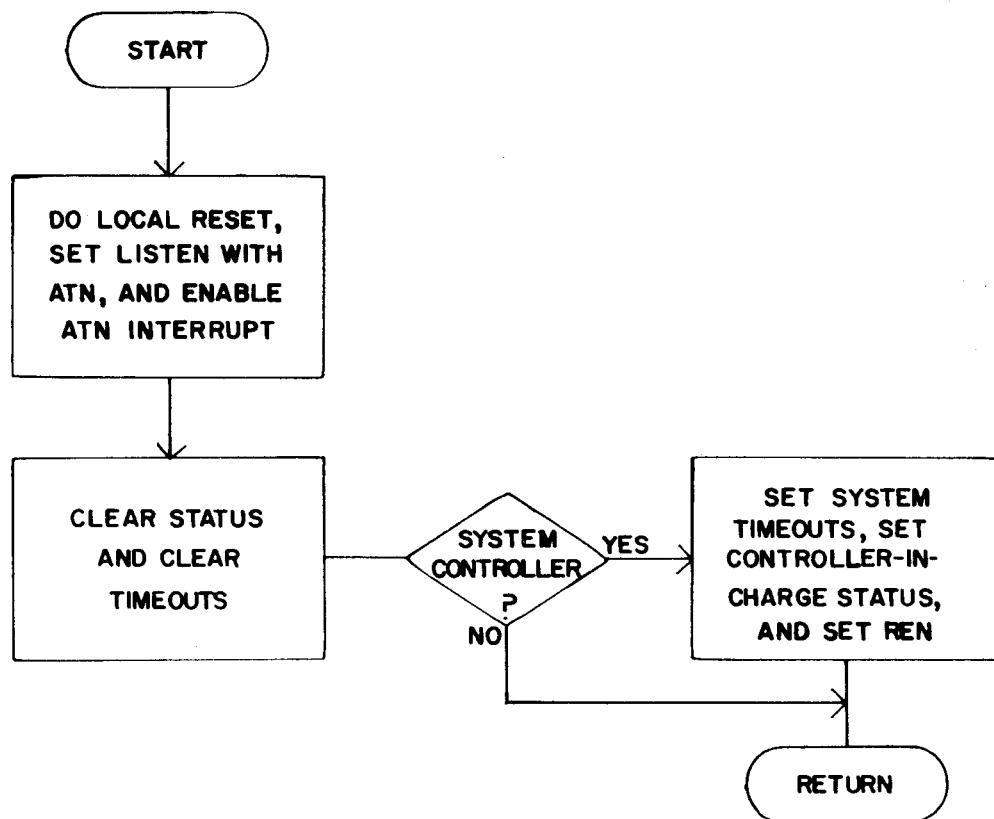 START
DO LOCAL RESET,
SET LISTEN WITH
ATN, AND ENABLE
ATN INTERRUPT
CLEAR STATUS
AND CLEAR
TIMEOUTS
SYSTEM
CONTROLLER
?
YES
NO
SET SYSTEM
TIMEOUTS, SET
CONTROLLER-IN-
CHARGE STATUS,
AND SET REN
RETURN